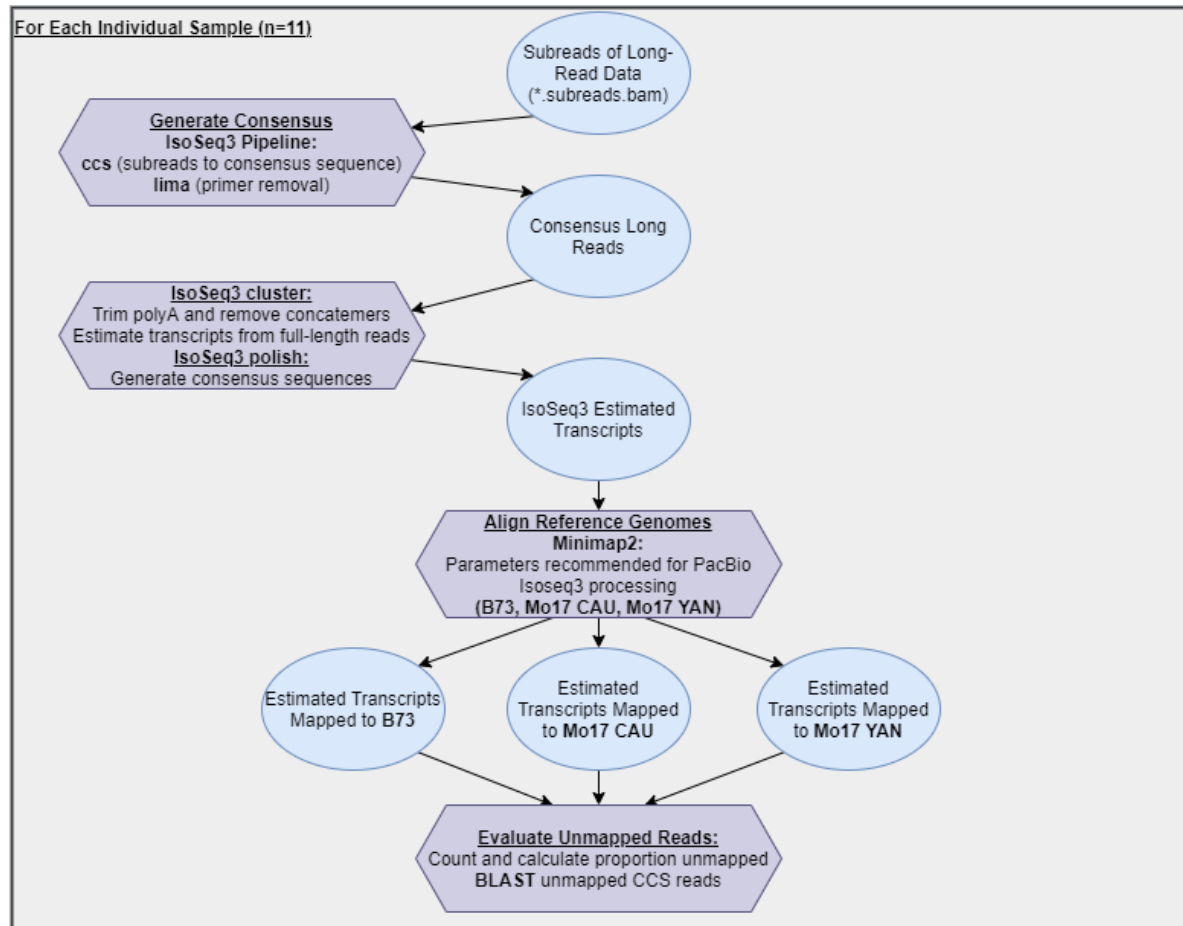 For Each Individual Sample (n=11)
Subreads of Long-
Read Data
(*.subreads.bam)
Generate Consensus
IsoSeq3 Pipeline:
ccs (subreads to consensus sequence)
lima (primer removal)
Consensus Long
Reads
IsoSeq3 cluster:
Trim polyA and remove concatemers
Estimate transcripts from full-length reads
IsoSeq3 polish:
Generate consensus sequences
IsoSeq3 Estimated
Transcripts
Align Reference Genomes
Minimap2:
Parameters recommended for PacBio
Isoseq3 processing
(B73, Mo17 CAU, Mo17 YAN)
Estimated Transcripts
Mapped to B73
Estimated
Transcripts Mapped
to Mo17 CAU
Estimated
Transcripts Mapped
to Mo17 YAN
Evaluate Unmapped Reads:
Count and calculate proportion unmapped
BLAST unmapped CCS reads